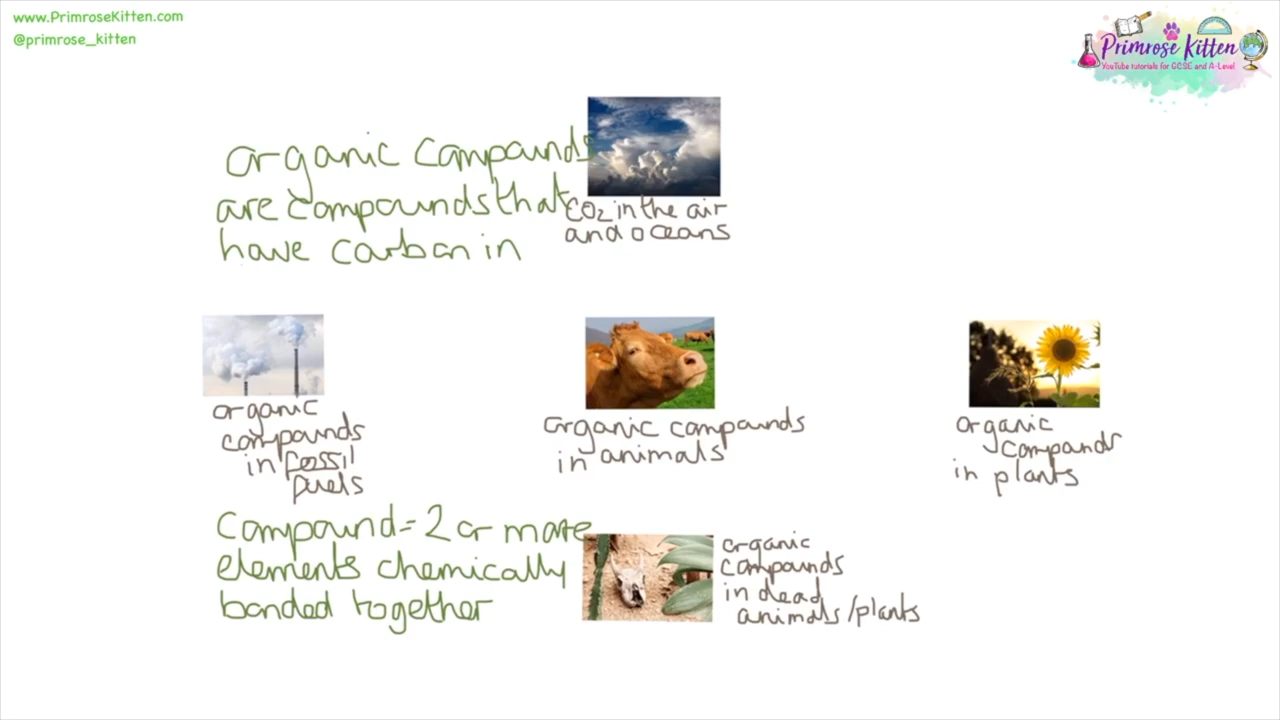 www.PrimroseKitten.com
@primrose_kitten
Primrose Kitten
YouTube tutorials for GCSE and A-Level
organic compounds
are compounds that
have carbon in
CO2 in the air
and oceans
organic
compounds
in fossil
fuels
organic compounds
in animals
organic
compounds
in plants
Compound = 2 or more
elements chemically
bonded together
organic
compounds
in dead
animals/plants